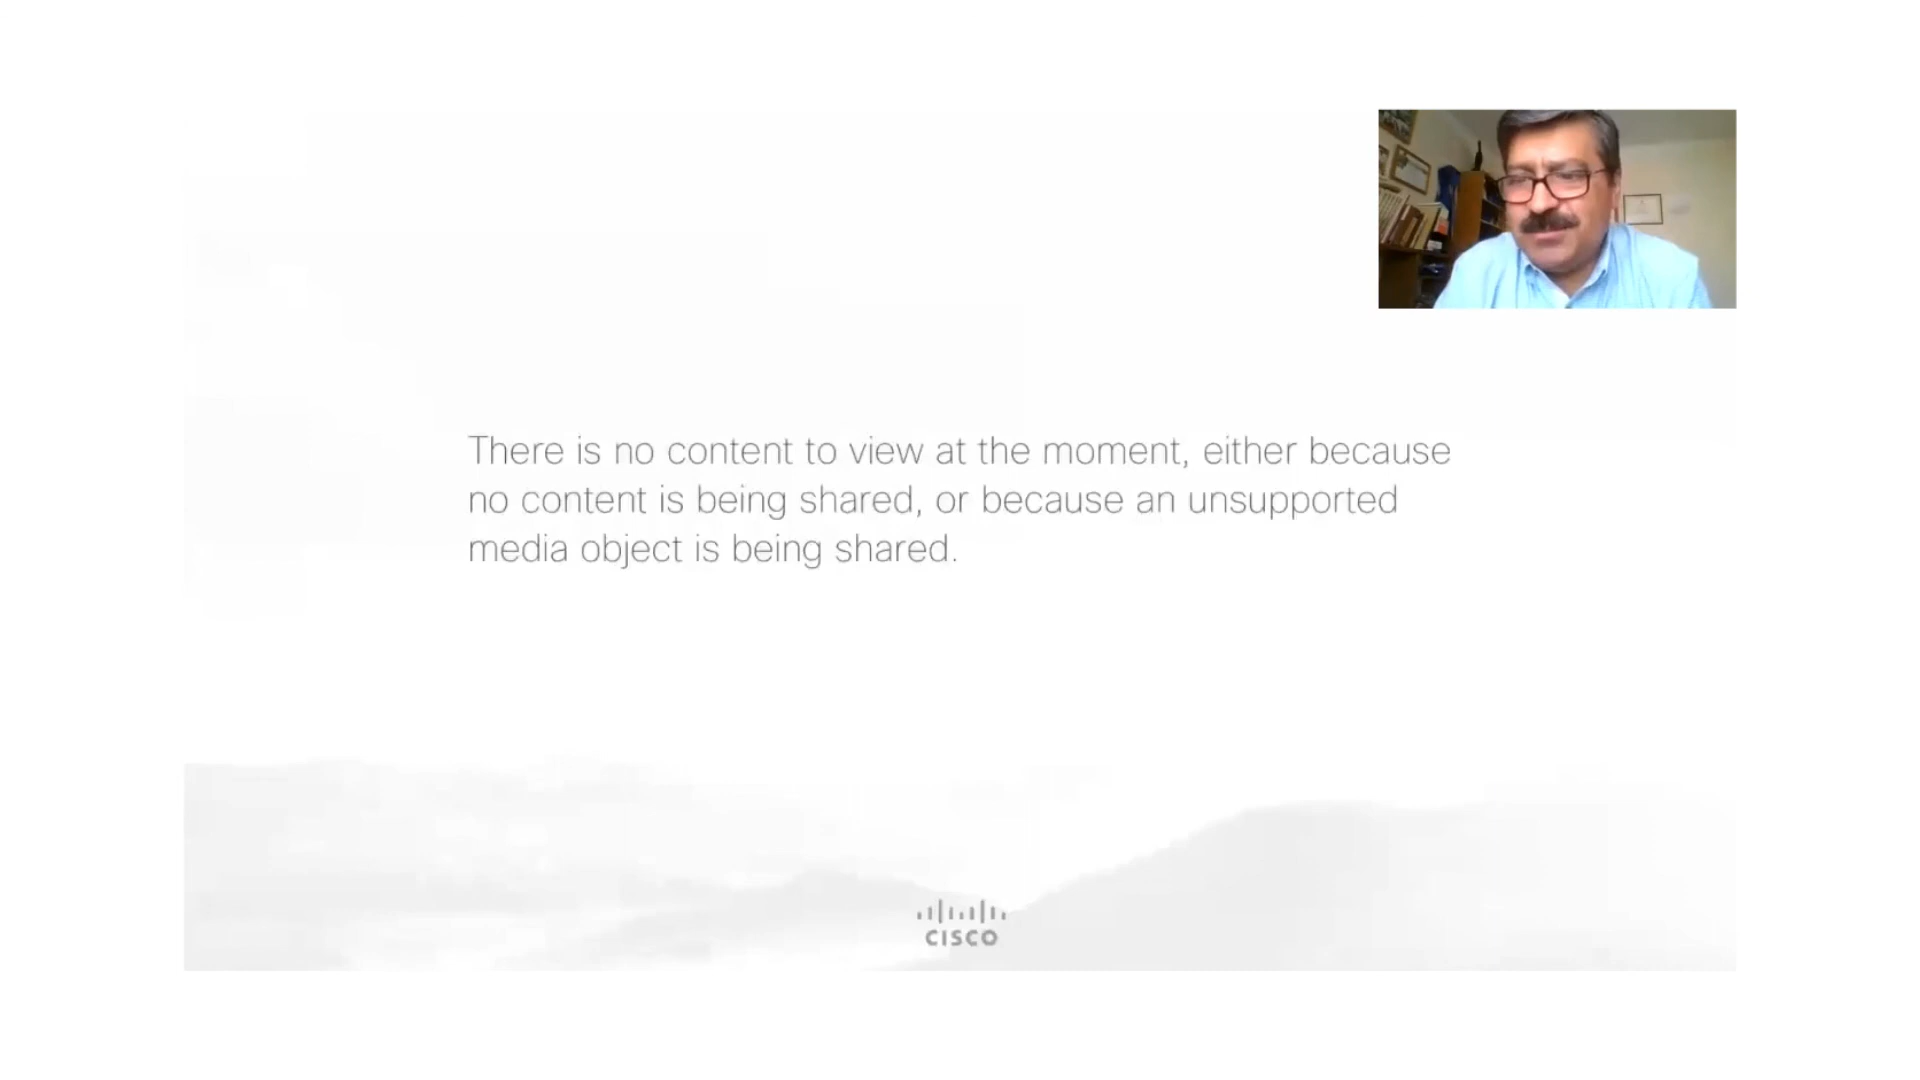 There is no content to view at the moment, either because
no content is being shared, or because an unsupported
media object is being shared.
CISCO